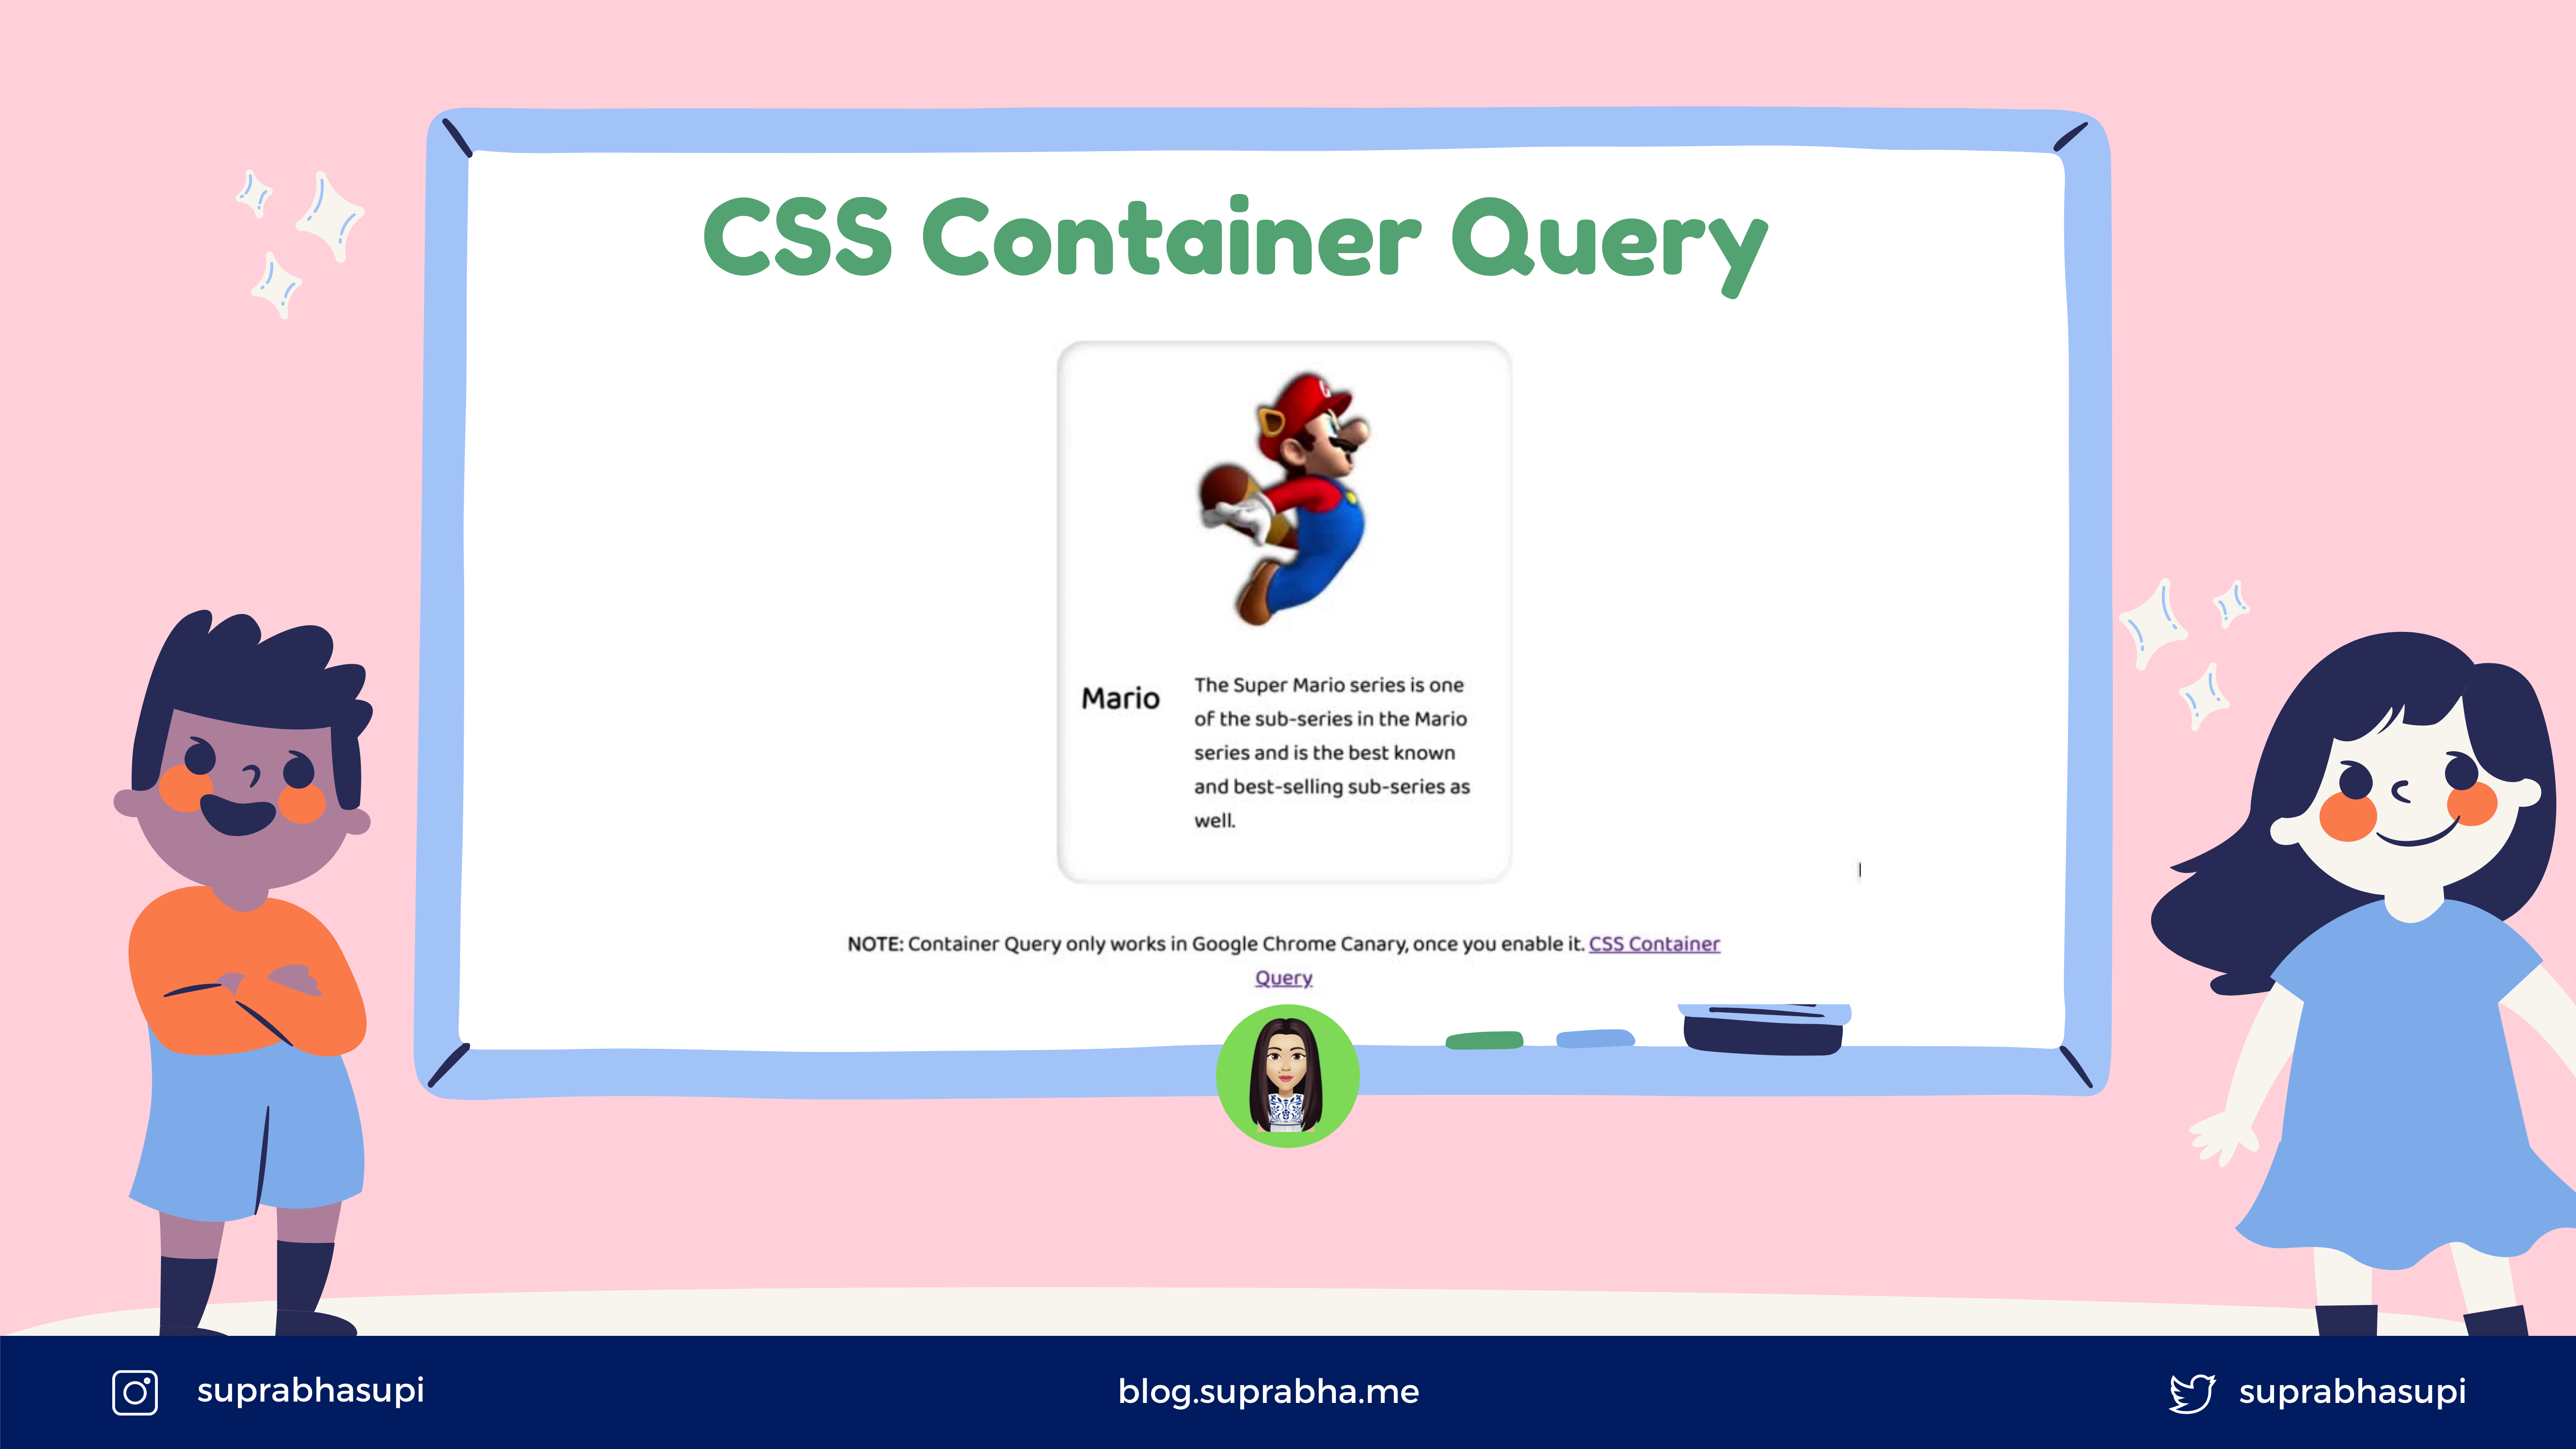 CSS Container Query
Mario
The Super Mario series is one
of the sub-series in the Mario
series and is the best known
and best-selling sub-series as
well.
NOTE: Container Query only works in Google Chrome Canary, once you enable it. CSS Container
Query
suprabhasupi
blog.suprabha.me
suprabhasupi